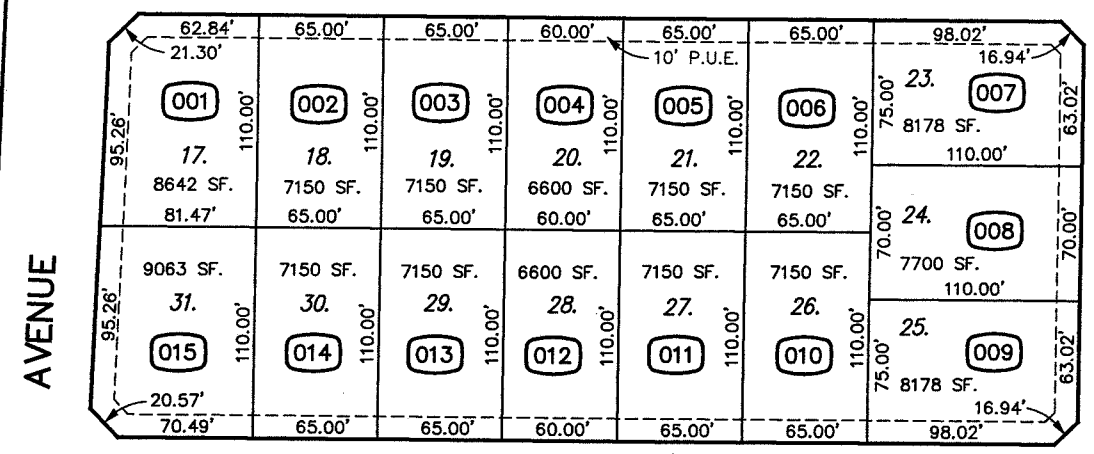 62.84' 65.00' 65.00' 60.00' 65.00' 65.00' 98.02'
21.30' 10' P.U.E. 16.94'
001 002 003 004 005 006 23. 007
95.26' 110.00' 110.00' 110.00' 110.00' 110.00' 110.00' 75.00' 63.02'
8178 SF.
17. 18. 19. 20. 21. 22. 110.00'
8642 SF. 7150 SF. 7150 SF. 6600 SF. 7150 SF. 7150 SF.
81.47' 65.00' 65.00' 60.00' 65.00' 65.00'
24. 008
70.00' 70.00'
7700 SF.
110.00'
AVENUE
9063 SF. 7150 SF. 7150 SF. 6600 SF. 7150 SF. 7150 SF.
31. 30. 29. 28. 27. 26. 25.
95.26' 110.00' 110.00' 110.00' 110.00' 110.00' 110.00' 75.00' 63.02'
015 014 013 012 011 010 009
8178 SF.
20.57' 16.94'
70.49' 65.00' 65.00' 60.00' 65.00' 65.00' 98.02'